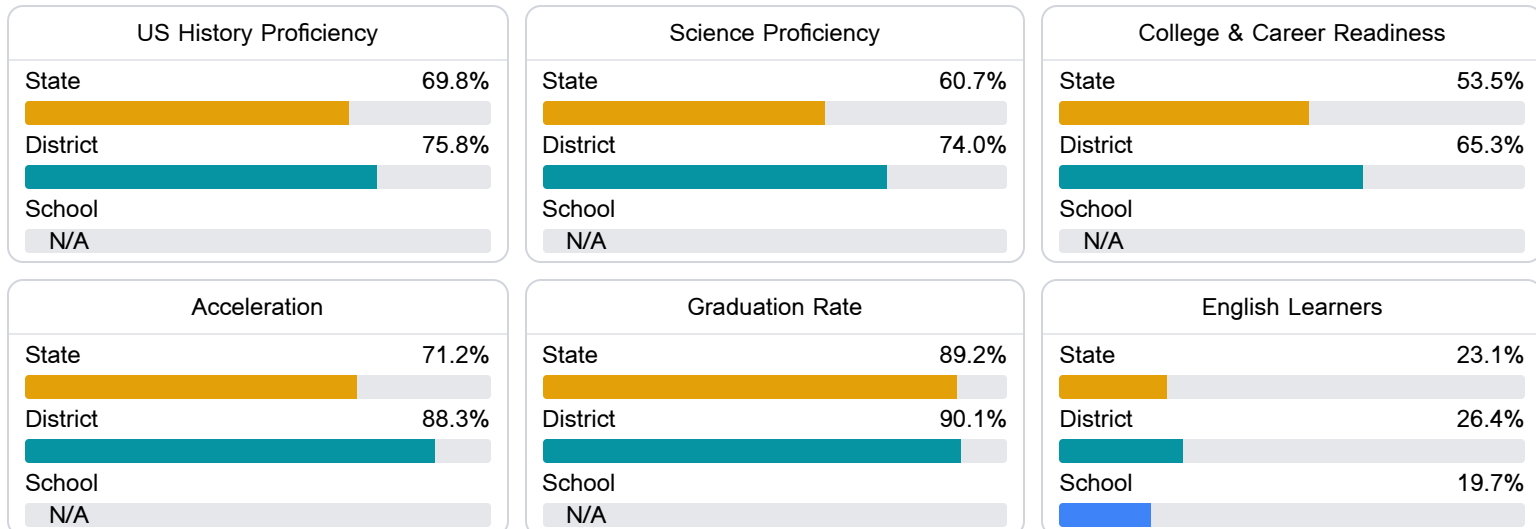 US History Proficiency
State 69.8%
District 75.8%
School
N/A
Science Proficiency
State 60.7%
District 74.0%
School
N/A
College & Career Readiness
State 53.5%
District 65.3%
School
N/A
Acceleration
State 71.2%
District 88.3%
School
N/A
Graduation Rate
State 89.2%
District 90.1%
School
N/A
English Learners
State 23.1%
District 26.4%
School 19.7%